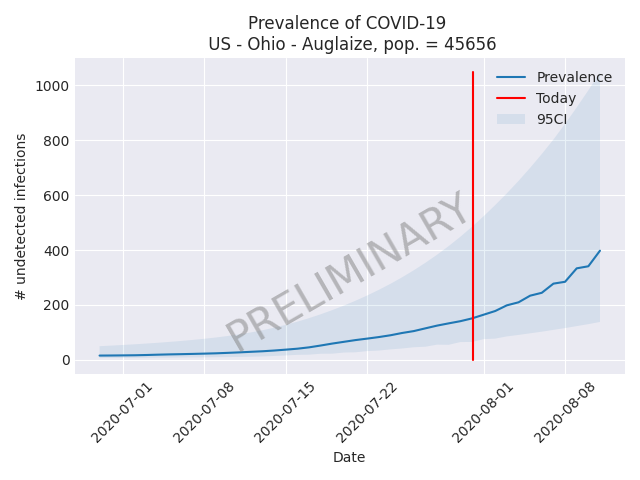 Prevalence of COVID-19
US - Ohio - Auglaize, pop. = 45656
1000
800
600
400
200
0
# undetected infections
Prevalence
Today
95CI
PRELIMINARY
2020-07-01
2020-07-08
2020-07-15
2020-07-22
2020-08-01
2020-08-08
Date